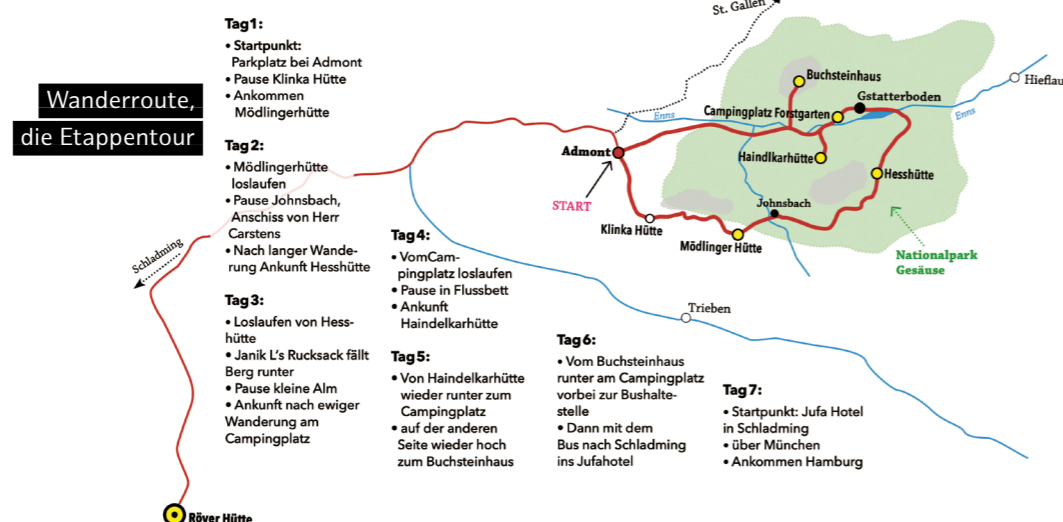 Wanderroute,
die Etappentour
Tag1:
• Startpunkt:
Parkplatz bei Admont
• Pause Klinka Hütte
• Ankommen
Mödlingerhütte
Tag2:
• Mödlingerhütte
loslaufen
• Pause Johnsbach,
Anschiss von Herr
Carstens
• Nach langer Wande-
rung Ankunft Hesshütte
Tag3:
• Loslaufen von Hess-
hütte
• Janik L’s Rucksack fällt
Berg runter
• Pause kleine Alm
• Ankunft nach ewiger
Wanderung am
Campingplatz
Tag4:
• VomCam-
pingplatz loslaufen
• Pause in Flussbett
• Ankunft
Haindelkarhütte
Tag5:
• Von Haindelkarhütte
wieder runter zum
Campingplatz
• auf der anderen
Seite wieder hoch
zum Buchsteinhaus
Tag6:
• Vom Buchsteinhaus
runter am Campingplatz
vorbei zur Bushalte-
stelle
• Dann mit dem
Bus nach Schladming
ins Jufahotel
Tag7:
• Startpunkt: Jufa Hotel
in Schladming
• über München
• Ankommen Hamburg
St. Gallen
Buchsteinhaus
Hieflau
Gstatterboden
Campingplatz Forstgarten
Enns
Enns
Admont
Haindlkarhütte
Hesshütte
START
Johnsbach
Klinka Hütte
Mödlinger Hütte
Nationalpark
Gesäuse
Schladming
Trieben
Röver Hütte